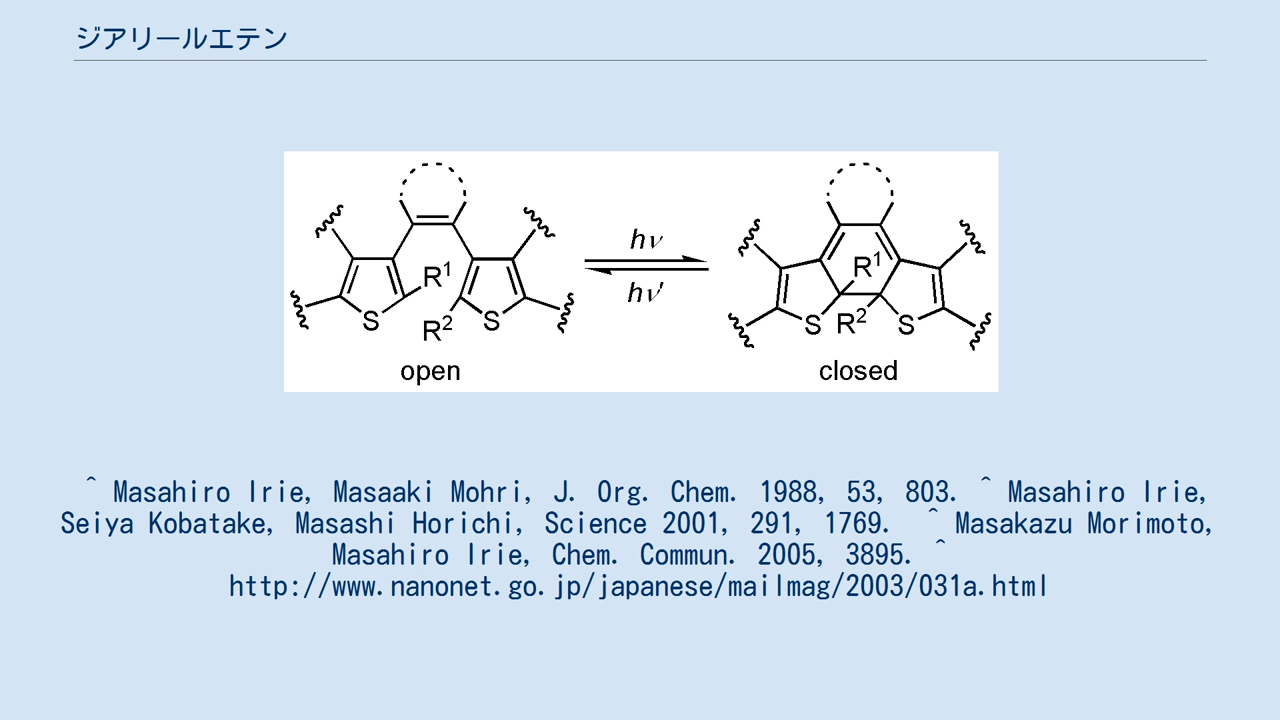 ジアリールエテン
hν
hν'
R¹
R¹
R²
S
S
R²
S
S
open
closed
^ Masahiro Irie, Masaaki Mohri, J. Org. Chem. 1988, 53, 803. ^ Masahiro Irie,
Seiya Kobatake, Masashi Horichi, Science 2001, 291, 1769. ^ Masakazu Morimoto,
Masahiro Irie, Chem. Commun. 2005, 3895. ^
http://www.nanonet.go.jp/japanese/mailmag/2003/031a.html